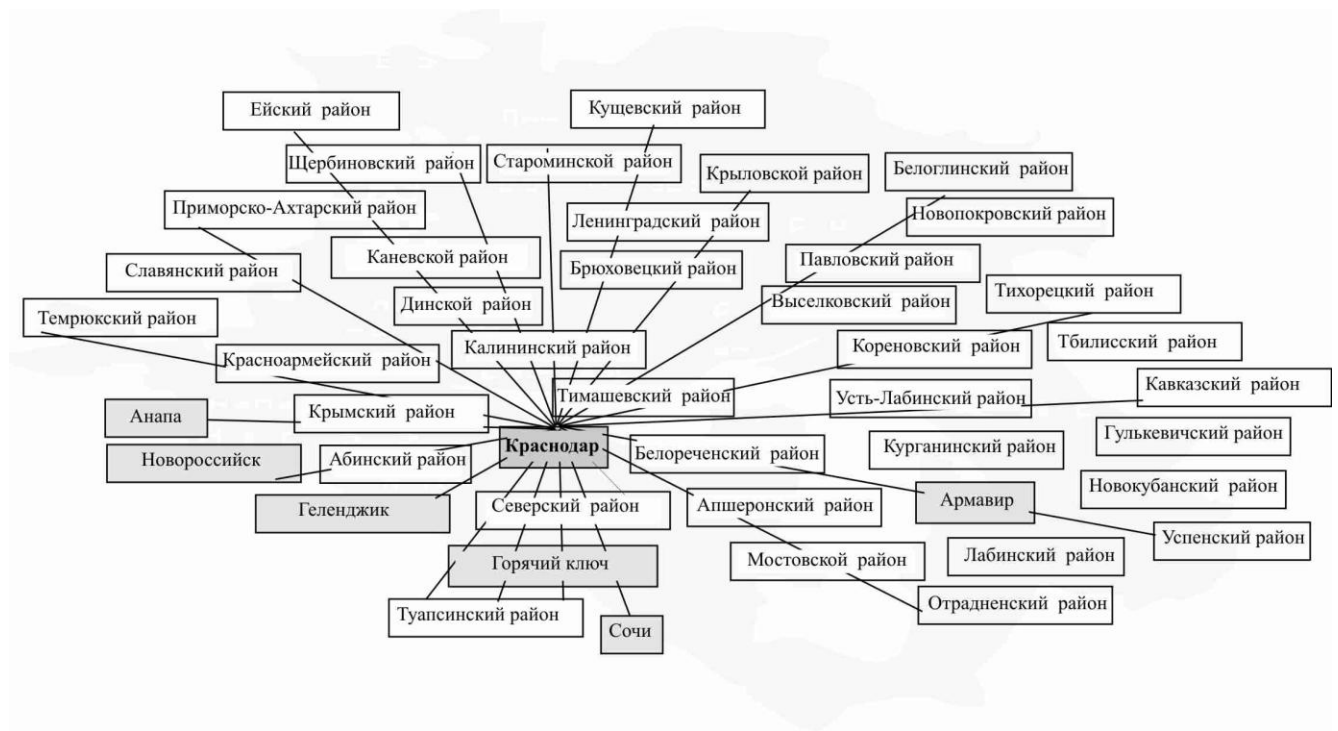 Ейский район
Кущевский район
Щербиновский район
Староминской район
Крыловской район
Белоглинский район
Приморско-Ахтарский район
Ленинградский район
Новопокровский район
Каневской район
Брюховецкий район
Павловский район
Славянский район
Динской район
Выселковский район
Тихорецкий район
Темрюкский район
Калининский район
Кореновский район
Тбилисский район
Красноармейский район
Тимашевский район
Усть-Лабинский район
Кавказский район
Анапа
Крымский район
Краснодар
Белореченский район
Курганинский район
Гулькевичский район
Новороссийск
Абинский район
Геленджик
Северский район
Апшеронский район
Армавир
Новокубанский район
Успенский район
Горячий ключ
Мостовской район
Лабинский район
Туапсинский район
Сочи
Отрадненский район